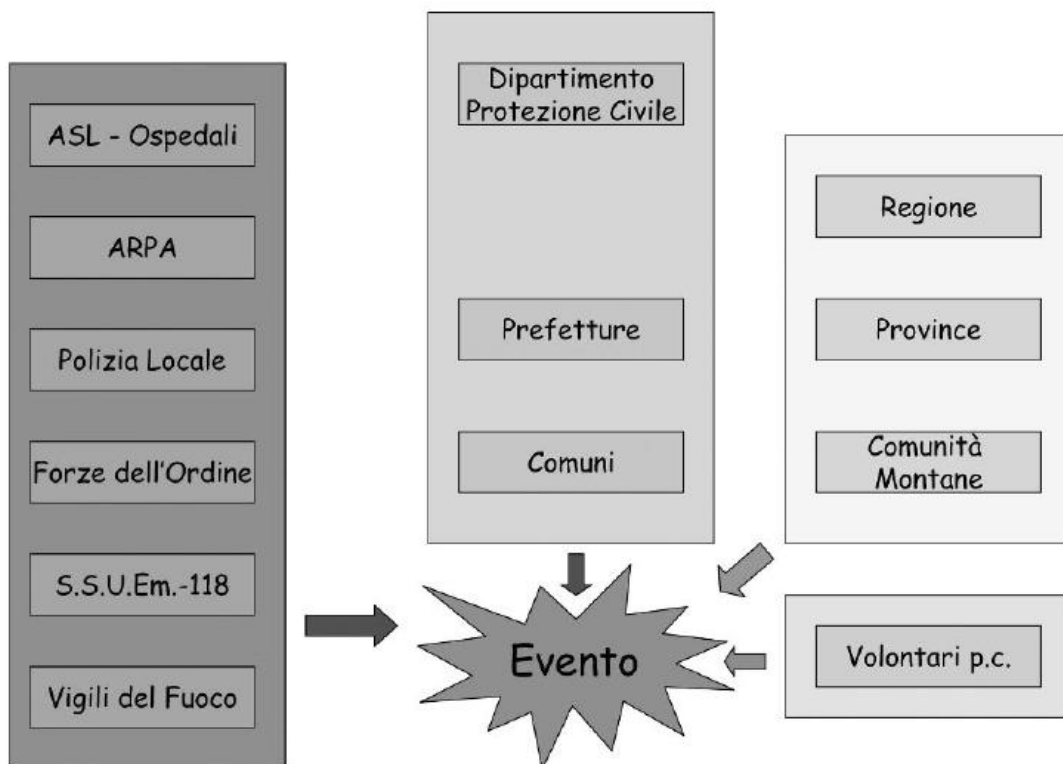 ASL - Ospedali
ARPA
Polizia Locale
Forze dell'Ordine
S.S.U.Em.-118
Vigili del Fuoco
Dipartimento
Protezione Civile
Prefetture
Comuni
Regione
Province
Comunità
Montane
Volontari p.c.
Evento